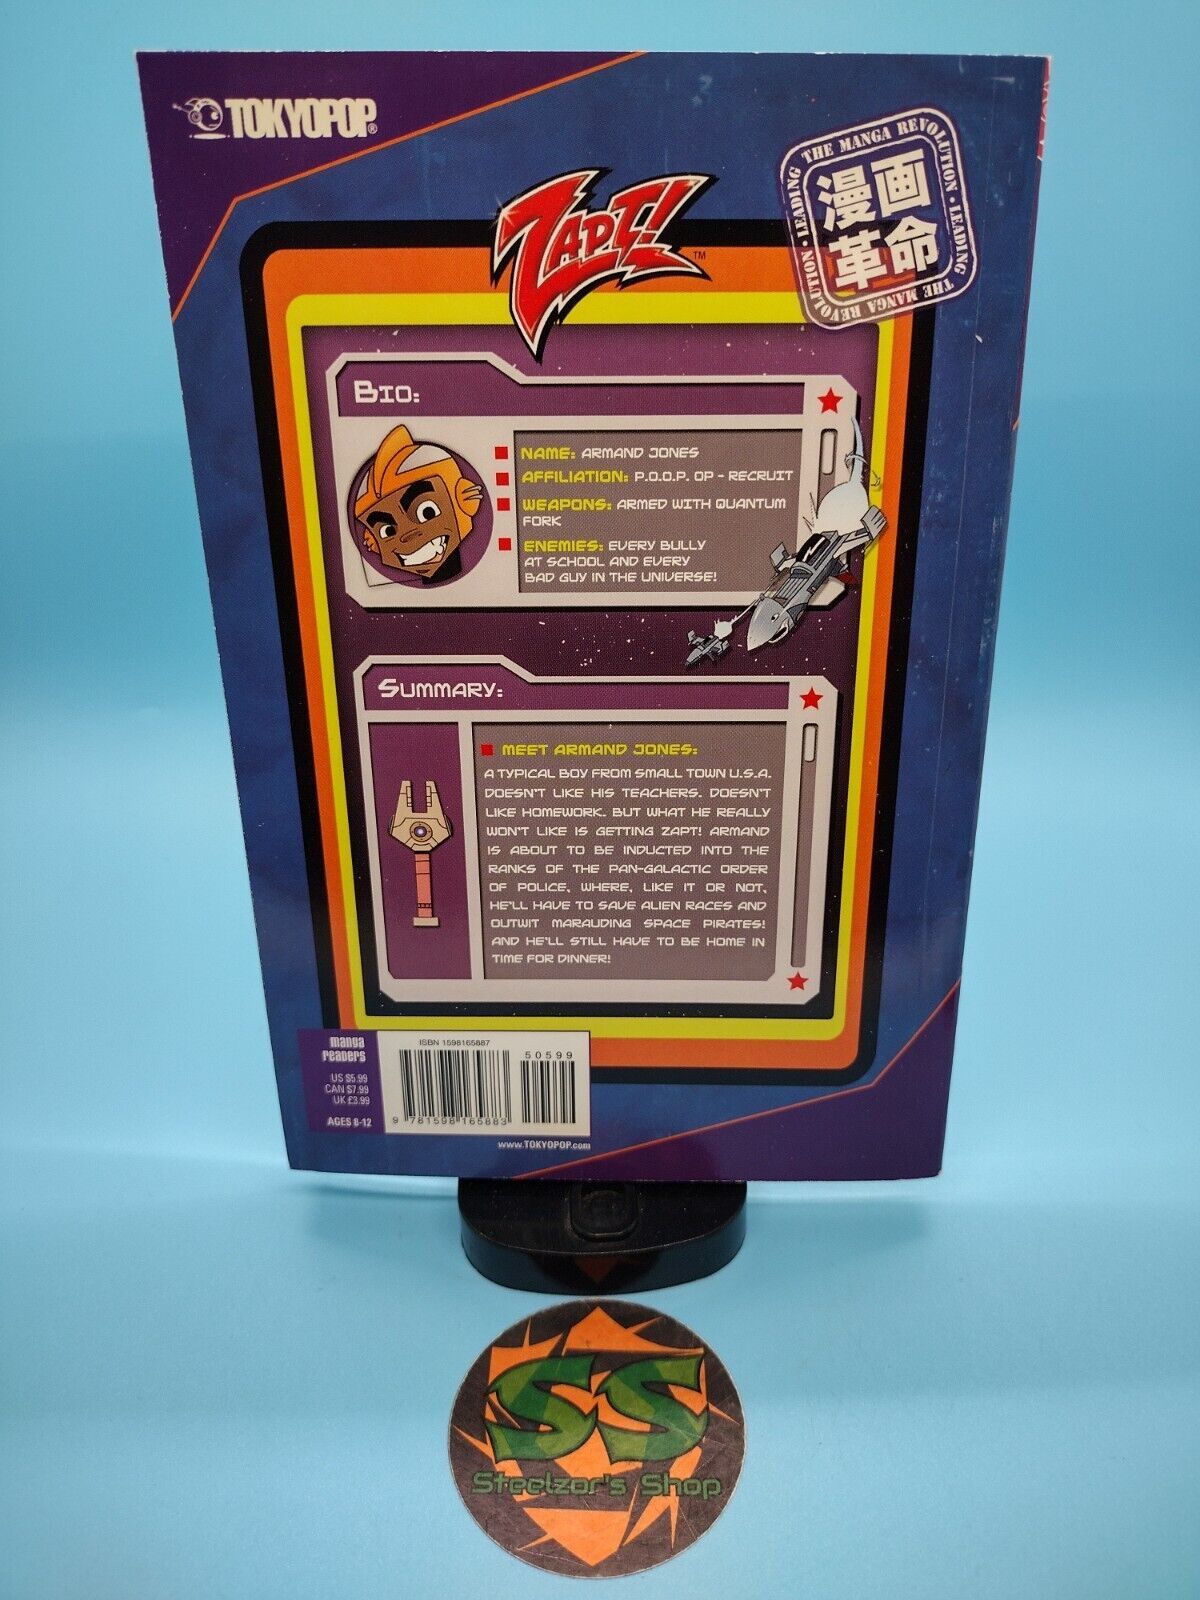 TOKYOPOP®
LEADING THE MANGA REVOLUTION · LEADING THE MANGA REVOLUTION ·
漫画
革命
ZAPT!™
BIO:
NAME: ARMAND JONES
AFFILIATION: P.O.O.P. OP - RECRUIT
WEAPONS: ARMED WITH QUANTUM
FORK
ENEMIES: EVERY BULLY
AT SCHOOL AND EVERY
BAD GUY IN THE UNIVERSE!
SUMMARY:
MEET ARMAND JONES:
A TYPICAL BOY FROM SMALL TOWN U.S.A.
DOESN'T LIKE HIS TEACHERS. DOESN'T
LIKE HOMEWORK. BUT WHAT HE REALLY
WON'T LIKE IS GETTING ZAPT! ARMAND
IS ABOUT TO BE INDUCTED INTO THE
RANKS OF THE PAN-GALACTIC ORDER
OF POLICE, WHERE, LIKE IT OR NOT,
HE'LL HAVE TO SAVE ALIEN RACES AND
OUTWIT MARAUDING SPACE PIRATES!
AND HE'LL STILL HAVE TO BE HOME IN
TIME FOR DINNER!
manga
readers
US $5.99
CAN $7.99
UK £3.99
AGES 8-12
ISBN 1598165887
50599
9 781598 165883
www.TOKYOPOP.com
SS
Steelzor's Shop